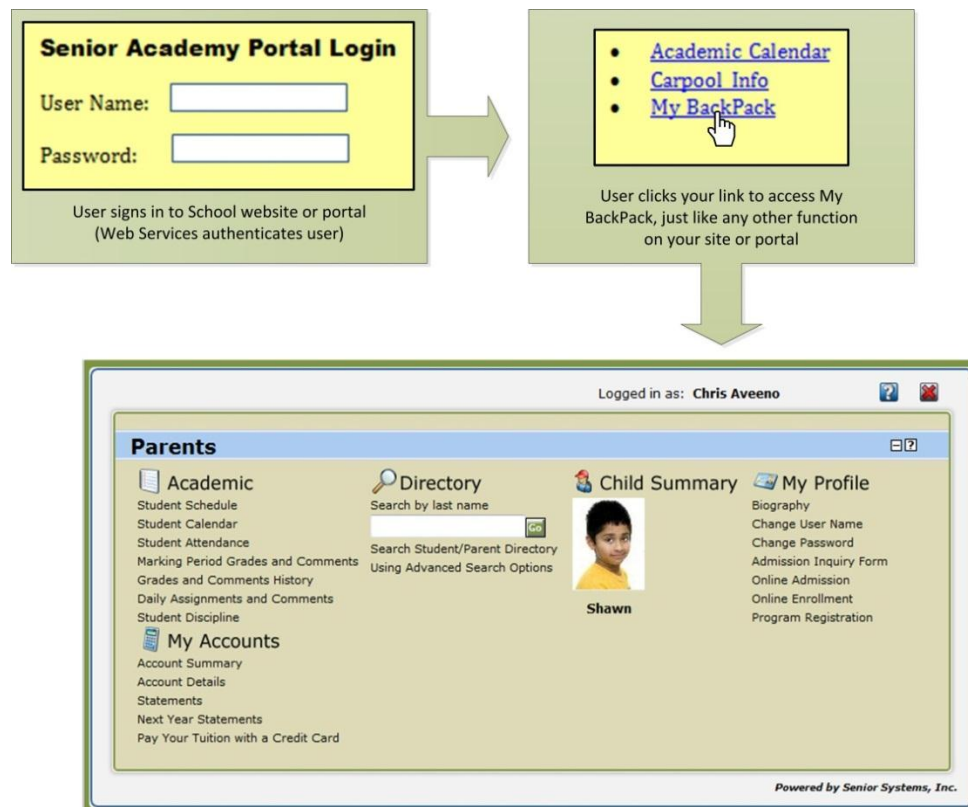 Senior Academy Portal Login
User Name:
Password:
User signs in to School website or portal
(Web Services authenticates user)
• Academic Calendar
• Carpool Info
• My BackPack
User clicks your link to access My
BackPack, just like any other function
on your site or portal
Logged in as: Chris Aveeno
Parents
Academic
Student Schedule
Student Calendar
Student Attendance
Marking Period Grades and Comments
Grades and Comments History
Daily Assignments and Comments
Student Discipline
My Accounts
Account Summary
Account Details
Statements
Next Year Statements
Pay Your Tuition with a Credit Card
Directory
Search by last name
Go
Search Student/Parent Directory
Using Advanced Search Options
Child Summary
Shawn
My Profile
Biography
Change User Name
Change Password
Admission Inquiry Form
Online Admission
Online Enrollment
Program Registration
Powered by Senior Systems, Inc.